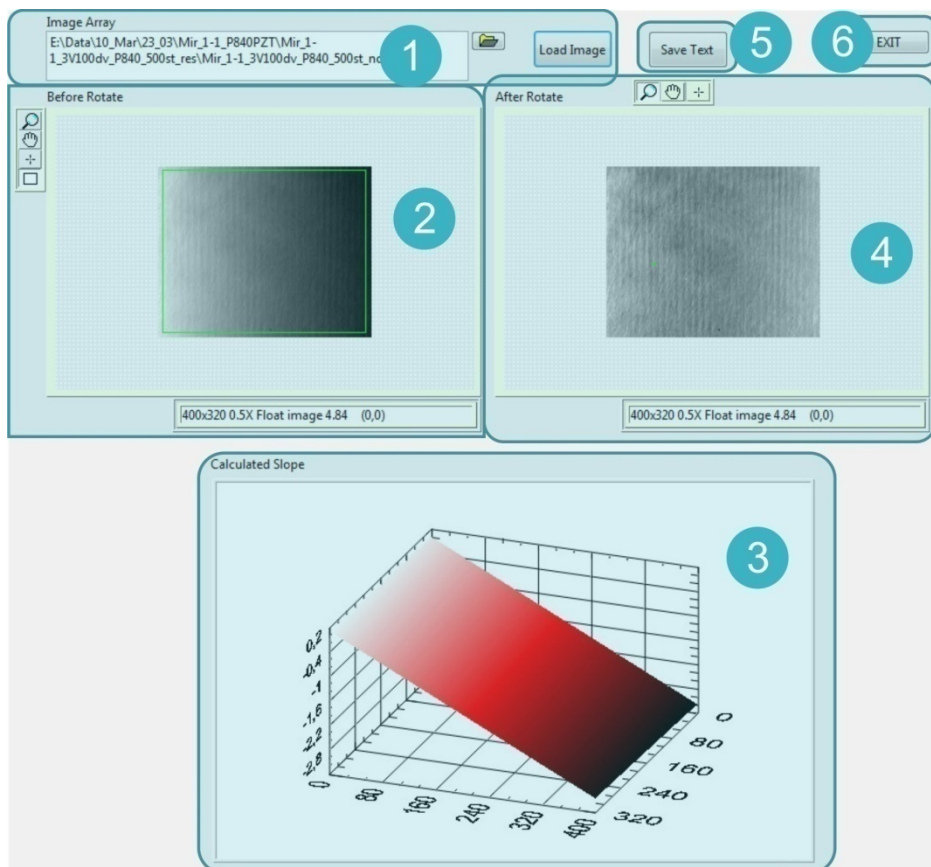 Image Array
E:\Data\10_Mar\23_03\Mir_1-1_P840PZT\Mir_1-
1_3V100dv_P840_500st_res\Mir_1-1_3V100dv_P840_500st_no
1
Load Image
Save Text
5
6
EXIT
Before Rotate
After Rotate
2
4
400x320 0.5X Float image 4.84 (0,0)
400x320 0.5X Float image 4.84 (0,0)
Calculated Slope
3
0,2
-0,4
-1
-1,6
-2,2
-2,8
0
80
160
240
320
400
0
80
160
240
320